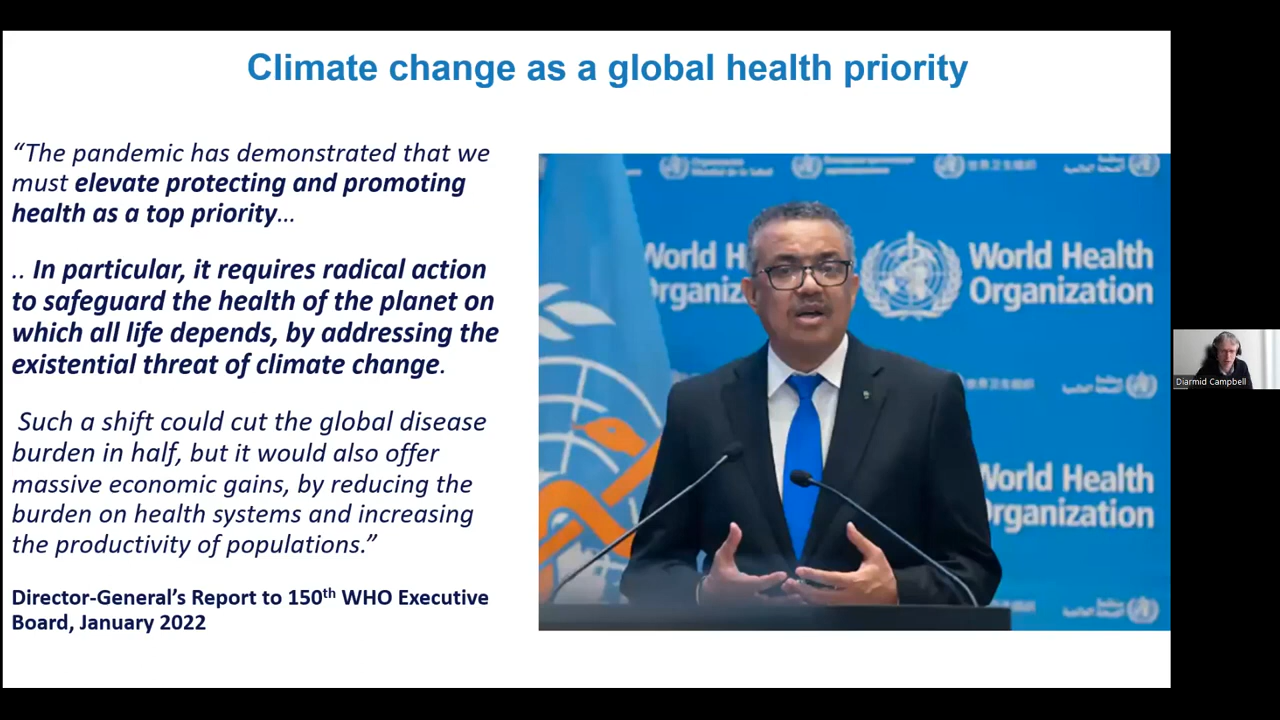 Climate change as a global health priority
“The pandemic has demonstrated that we
must elevate protecting and promoting
health as a top priority…
.. In particular, it requires radical action
to safeguard the health of the planet on
which all life depends, by addressing the
existential threat of climate change.
Such a shift could cut the global disease
burden in half, but it would also offer
massive economic gains, by reducing the
burden on health systems and increasing
the productivity of populations.”
Director-General’s Report to 150th WHO Executive
Board, January 2022
World Health
Organization
World Health
Organization
World Health
Diarmid Campbell